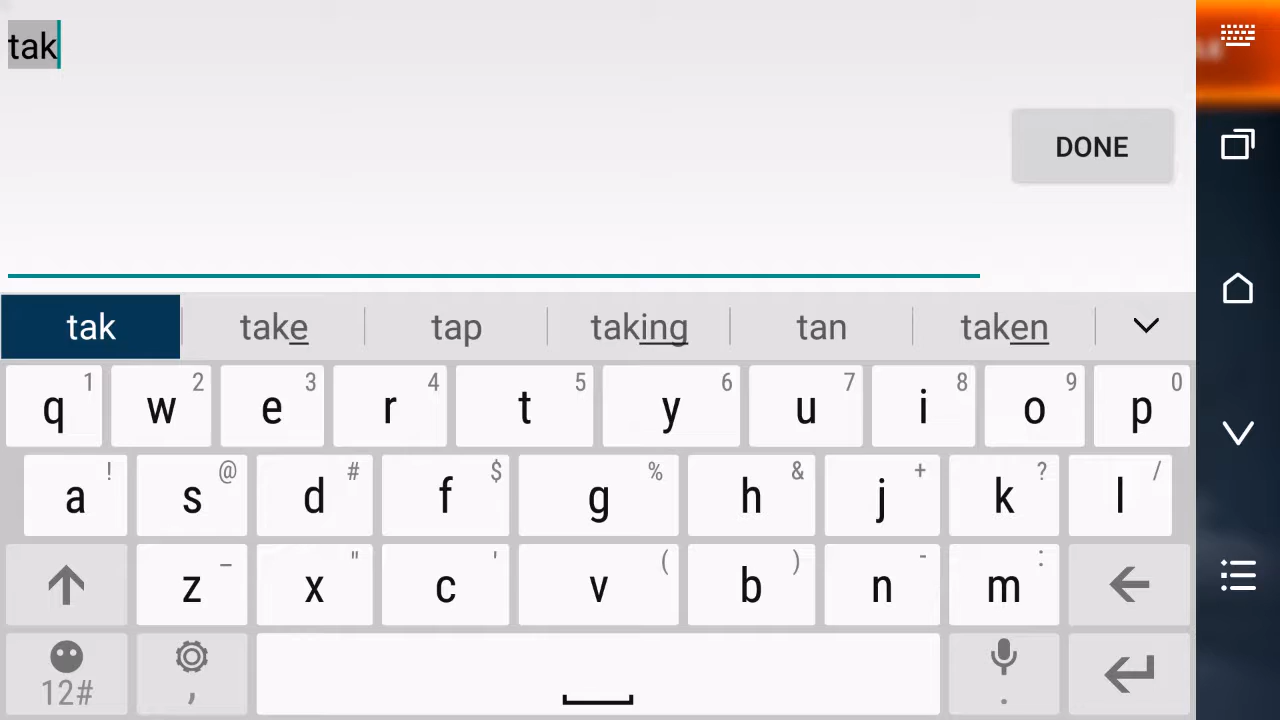 tak
DONE
tak take tap taking tan taken
q 1 w 2 e 3 r 4 t 5 y 6 u 7 i 8 o 9 p 0
a ! s @ d # f $ g % h & j + k ? l /
z _ x " c ' v ( b ) n - m :
12# , .